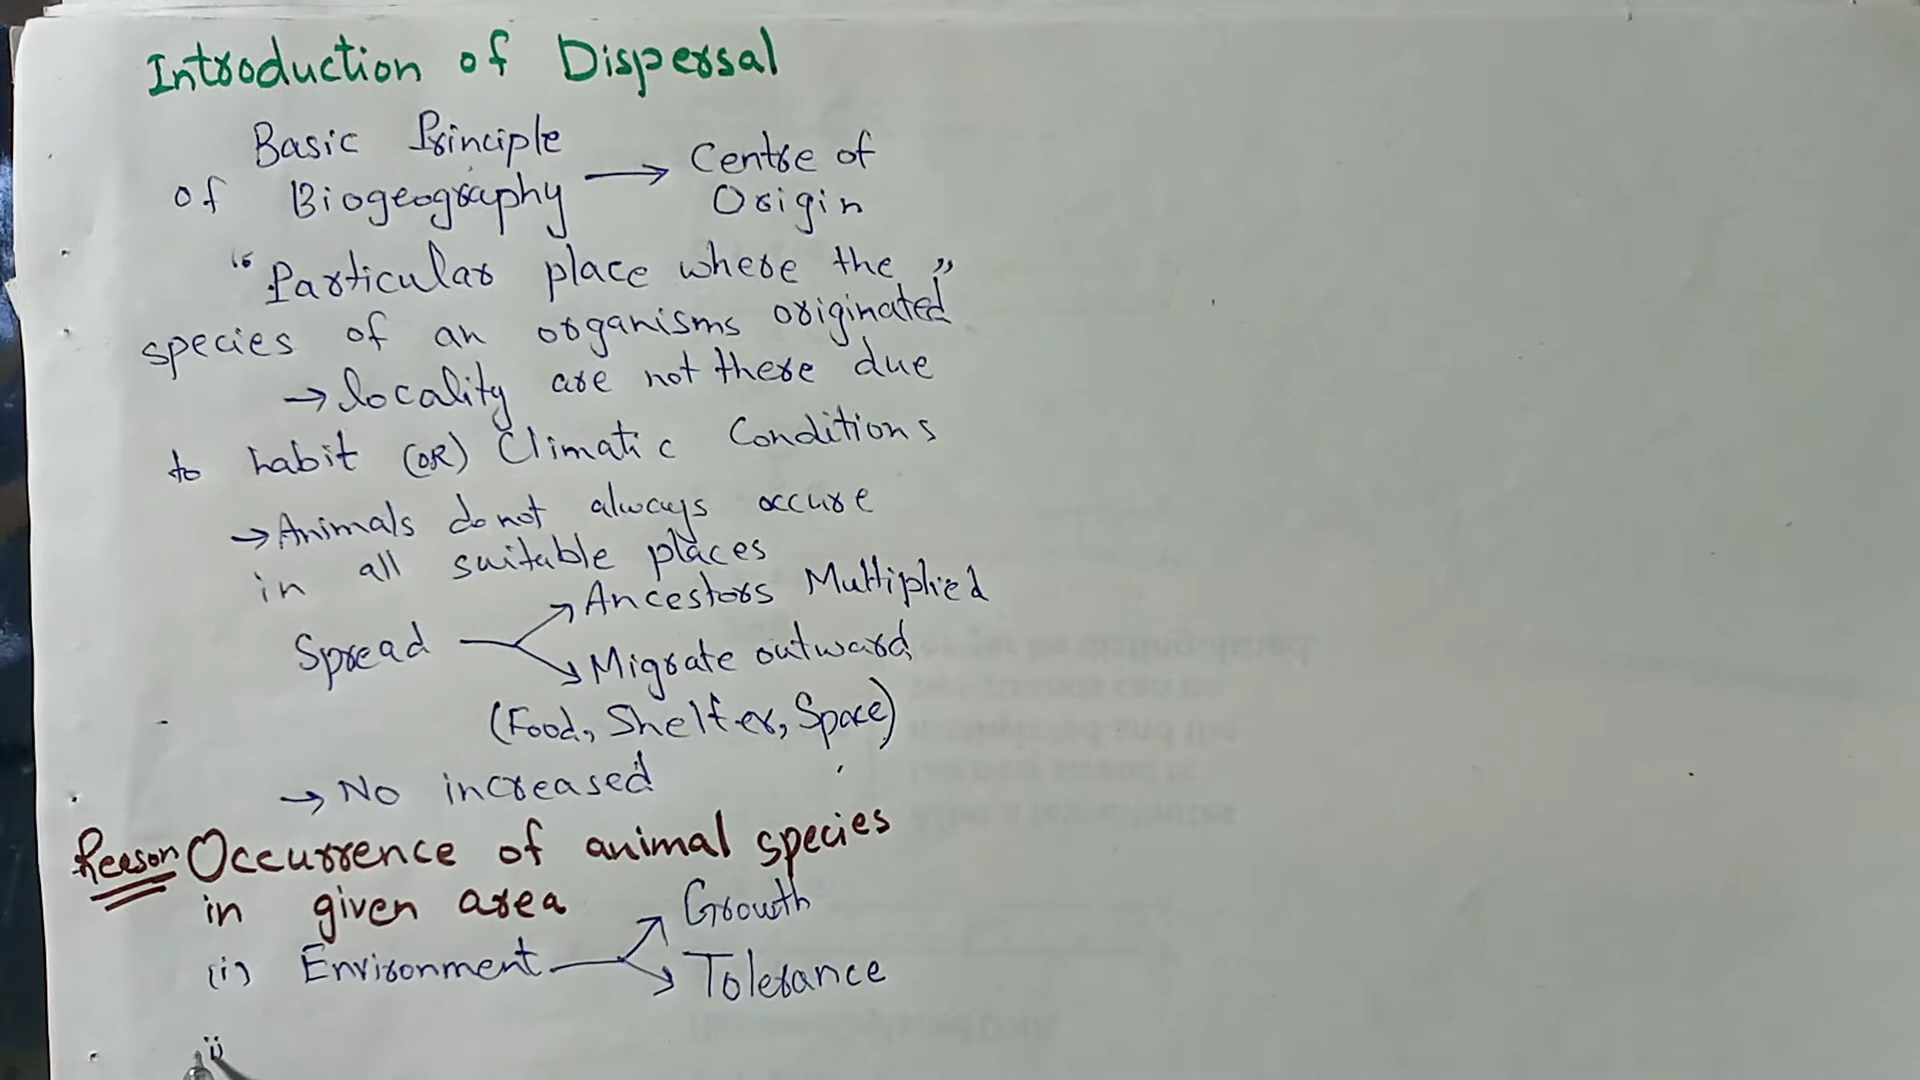 Introduction of Dispersal
Basic Principle
of Biogeography → Centre of
Origin
"Particular place where the"
species of an organisms originated
→ locality are not there due
to habit (OR) Climatic Conditions
→ Animals do not always occure
in all suitable places
Spread → Ancestors Multiplied
→ Migrate outward
(Food, Shelter, Space)
→ No increased
Reason Occurrence of animal species
in given area
(i) Environment → Growth
→ Tolerance
ii